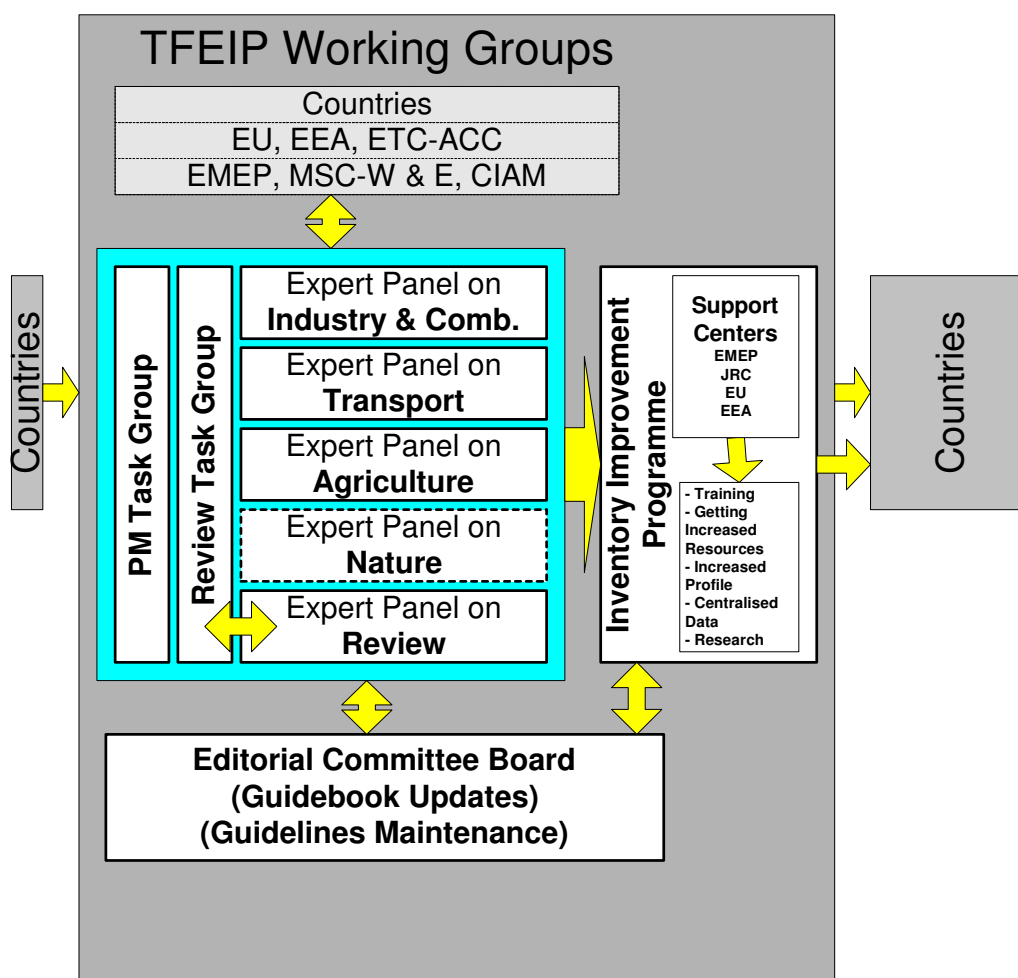 TFEIP Working Groups
Countries
EU, EEA, ETC-ACC
EMEP, MSC-W & E, CIAM
Countries
PM Task Group
Review Task Group
Expert Panel on
Industry & Comb.
Expert Panel on
Transport
Expert Panel on
Agriculture
Expert Panel on
Nature
Expert Panel on
Review
Inventory Improvement
Programme
Support
Centers
EMEP
JRC
EU
EEA
- Training
- Getting
Increased
Resources
- Increased
Profile
- Centralised
Data
- Research
Countries
Editorial Committee Board
(Guidebook Updates)
(Guidelines Maintenance)